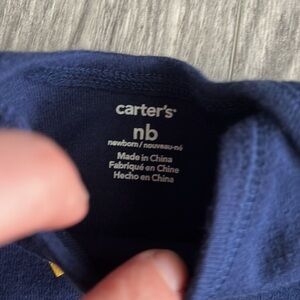 carter's®
nb
newborn / nouveau-né
Made in China
Fabriqué en Chine
Hecho en China